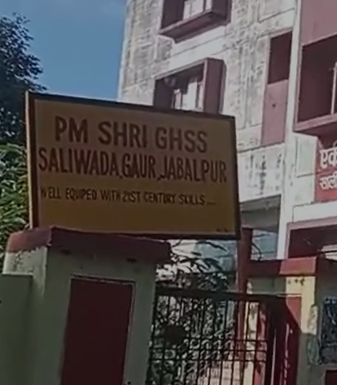 PM SHRI GHSS
SALIWADA,GAUR,JABALPUR
WELL EQUIPED WITH 21ST CENTURY SKILLS....